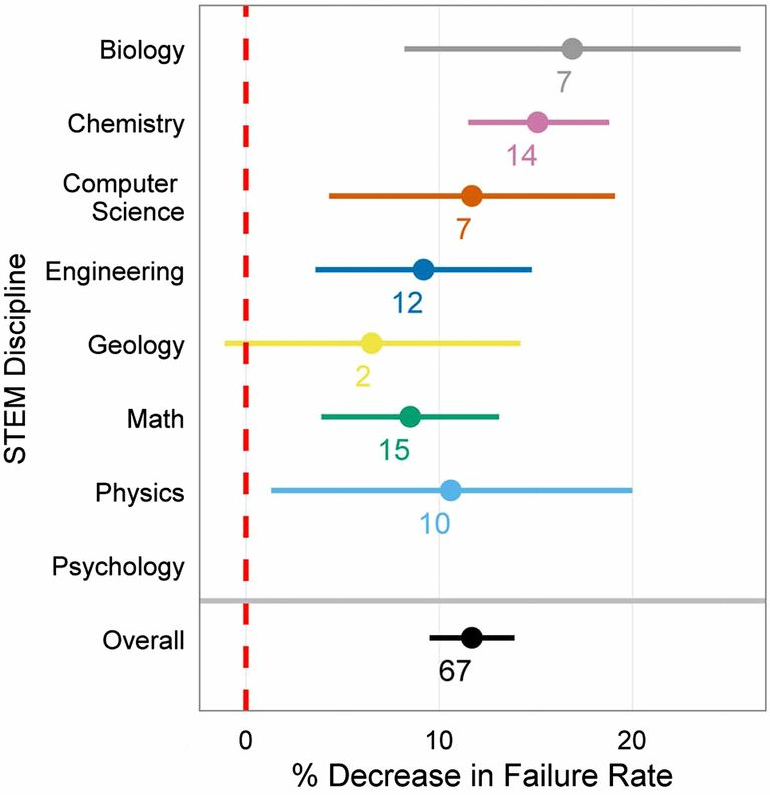 STEM Discipline
Biology
7
Chemistry
14
Computer
Science
7
Engineering
12
Geology
2
Math
15
Physics
10
Psychology
Overall
67
0 10 20
% Decrease in Failure Rate